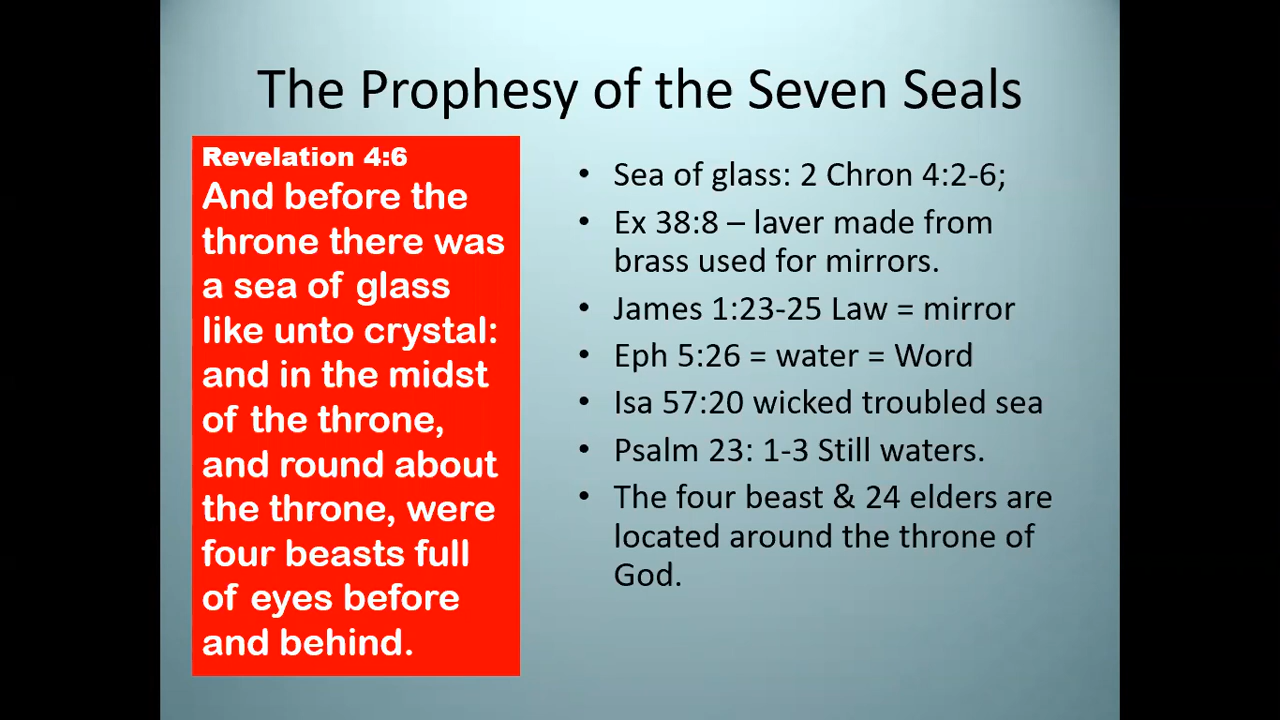 The Prophesy of the Seven Seals
Revelation 4:6
And before the
throne there was
a sea of glass
like unto crystal:
and in the midst
of the throne,
and round about
the throne, were
four beasts full
of eyes before
and behind.
• Sea of glass: 2 Chron 4:2-6;
• Ex 38:8 – laver made from
brass used for mirrors.
• James 1:23-25 Law = mirror
• Eph 5:26 = water = Word
• Isa 57:20 wicked troubled sea
• Psalm 23: 1-3 Still waters.
• The four beast & 24 elders are
located around the throne of
God.